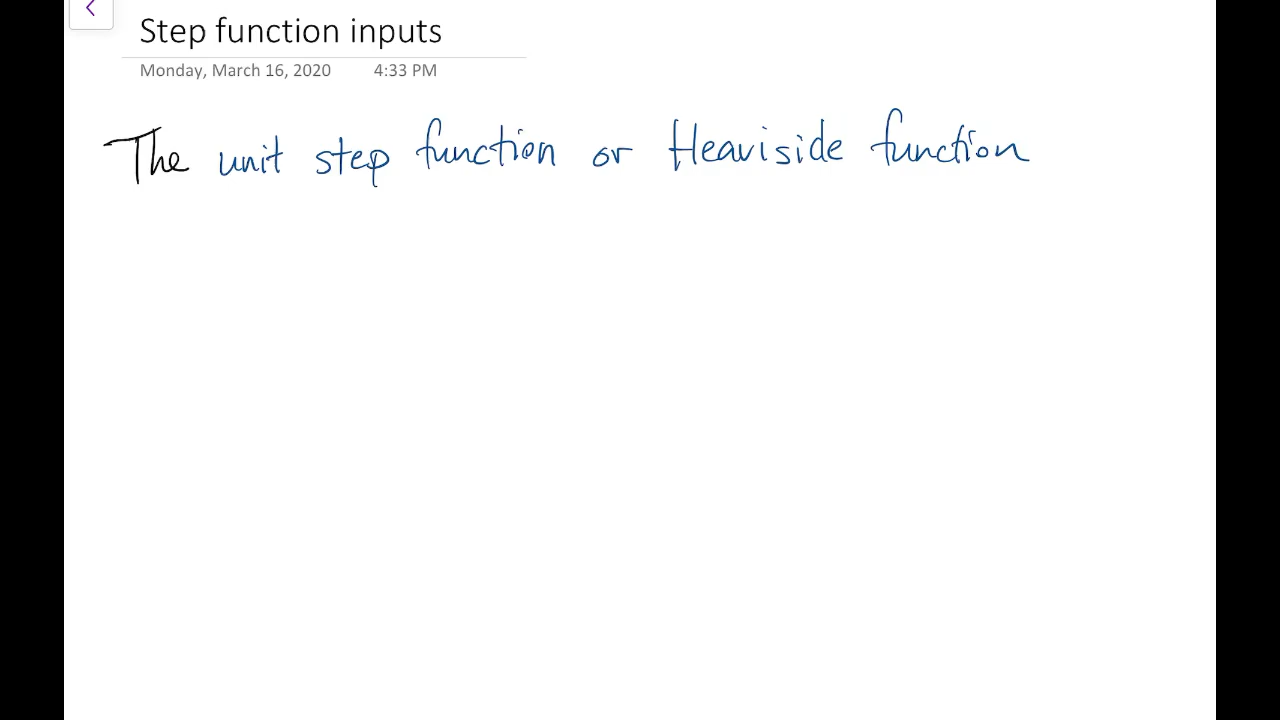 Step function inputs
Monday, March 16, 2020 4:33 PM
The unit step function or Heaviside function